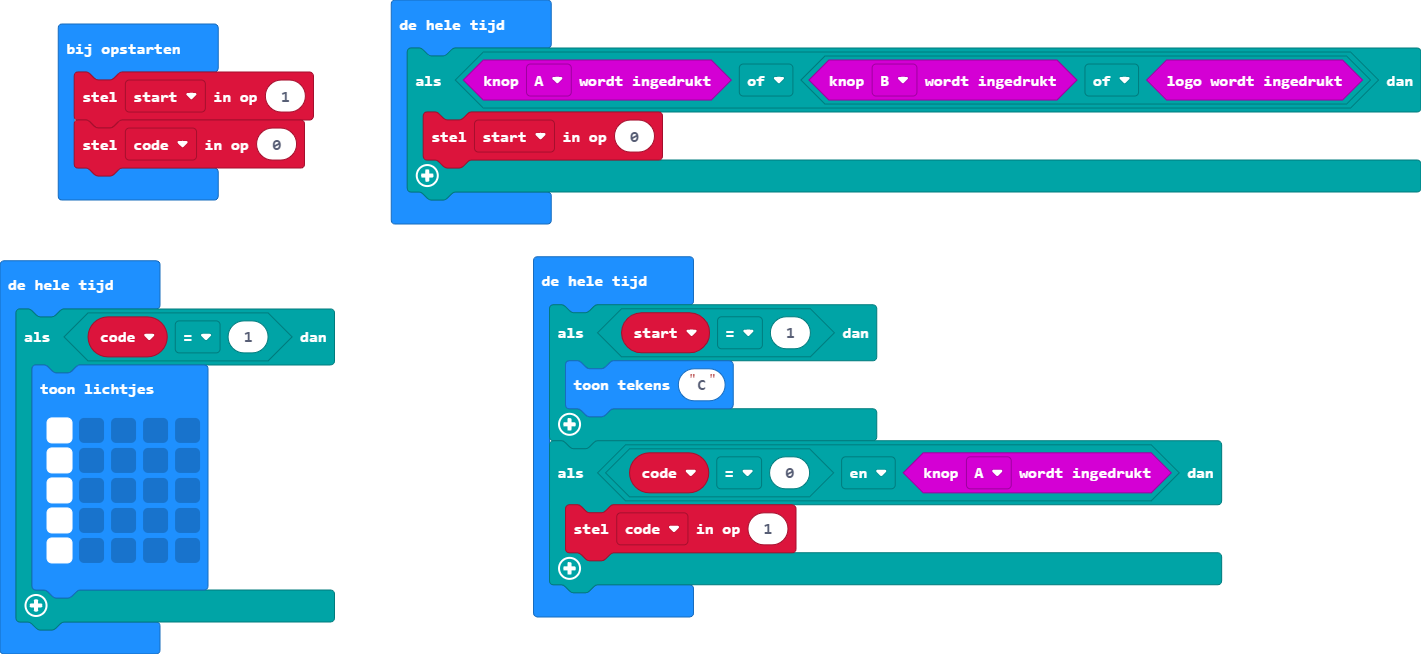 bij opstarten
stel start in op 1
stel code in op 0
de hele tijd
als knop A wordt ingedrukt of knop B wordt ingedrukt of logo wordt ingedrukt dan
stel start in op 0
de hele tijd
als code = 1 dan
toon lichtjes
de hele tijd
als start = 1 dan
toon tekens "C"
als code = 0 en knop A wordt ingedrukt dan
stel code in op 1